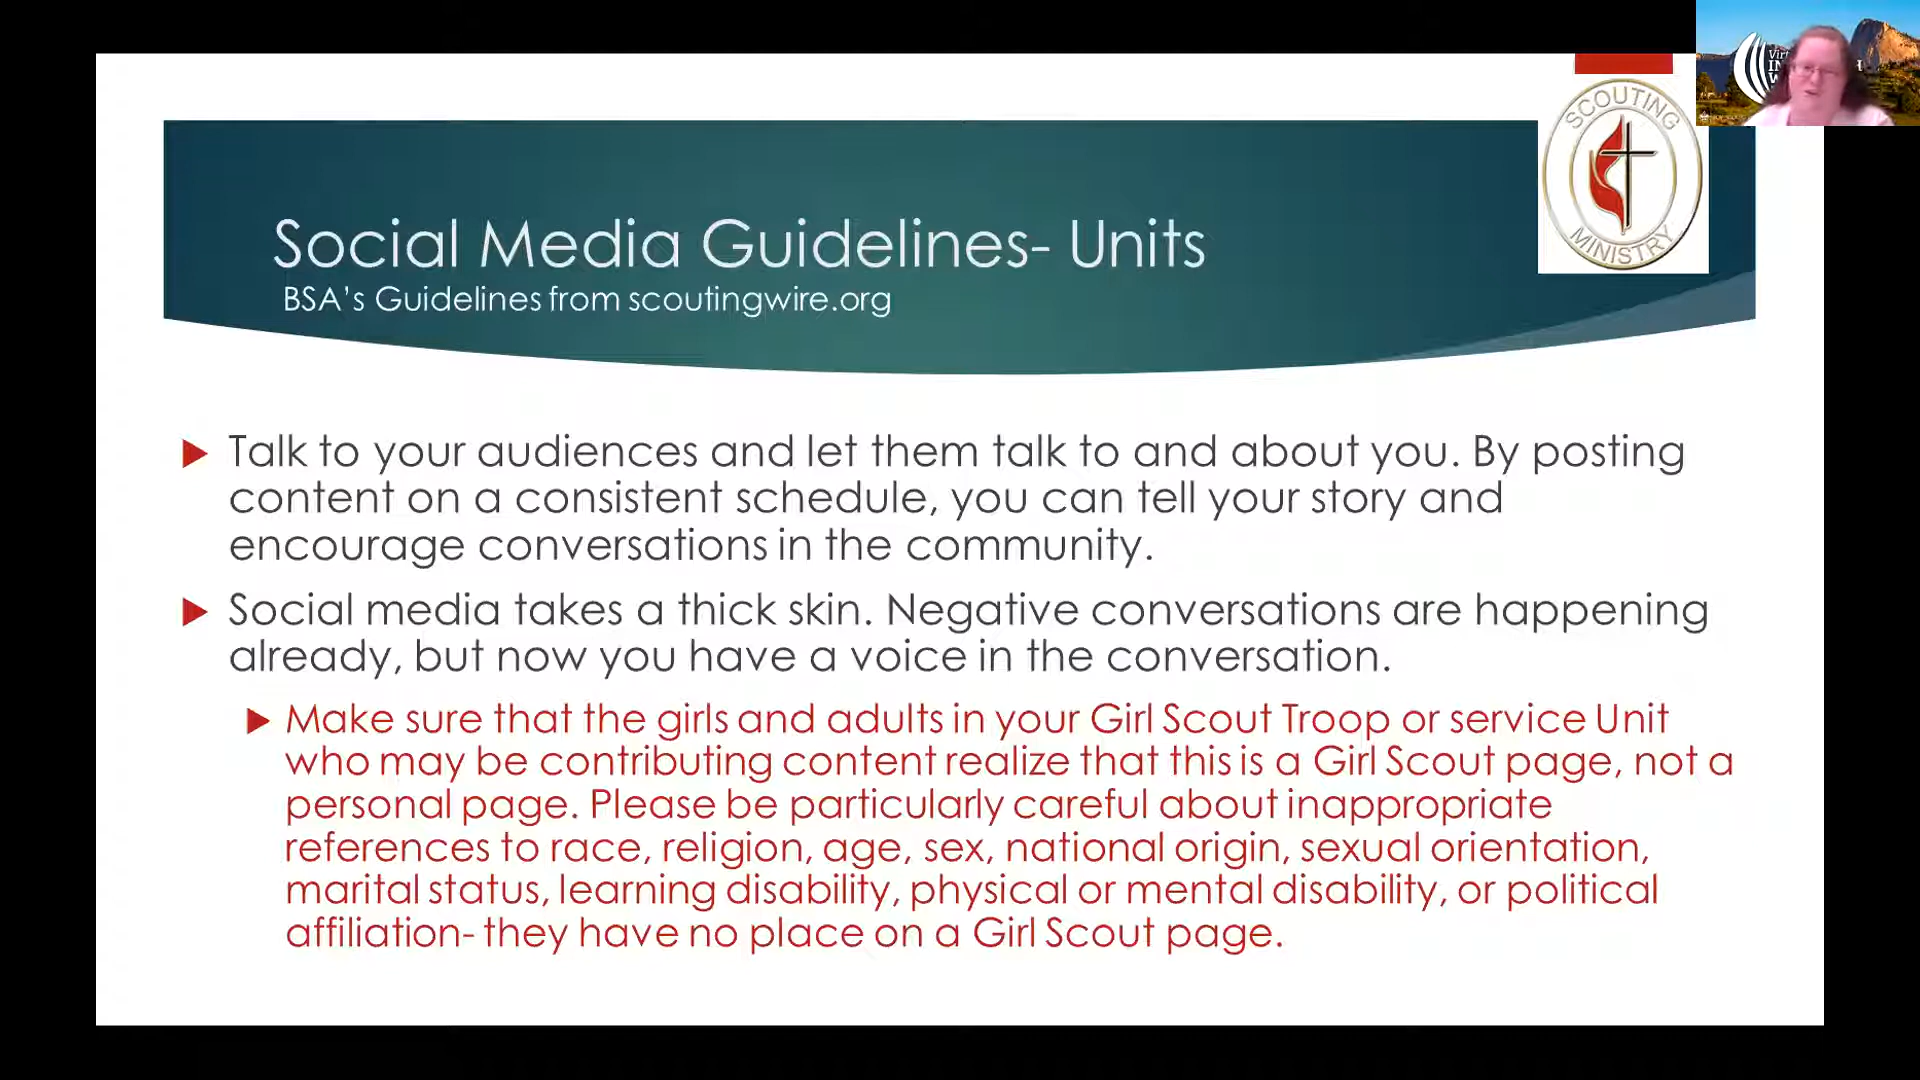 SCOUTING
MINISTRY
Social Media Guidelines- Units
BSA's Guidelines from scoutingwire.org
Talk to your audiences and let them talk to and about you. By posting
content on a consistent schedule, you can tell your story and
encourage conversations in the community.
Social media takes a thick skin. Negative conversations are happening
already, but now you have a voice in the conversation.
Make sure that the girls and adults in your Girl Scout Troop or service Unit
who may be contributing content realize that this is a Girl Scout page, not a
personal page. Please be particularly careful about inappropriate
references to race, religion, age, sex, national origin, sexual orientation,
marital status, learning disability, physical or mental disability, or political
affiliation- they have no place on a Girl Scout page.